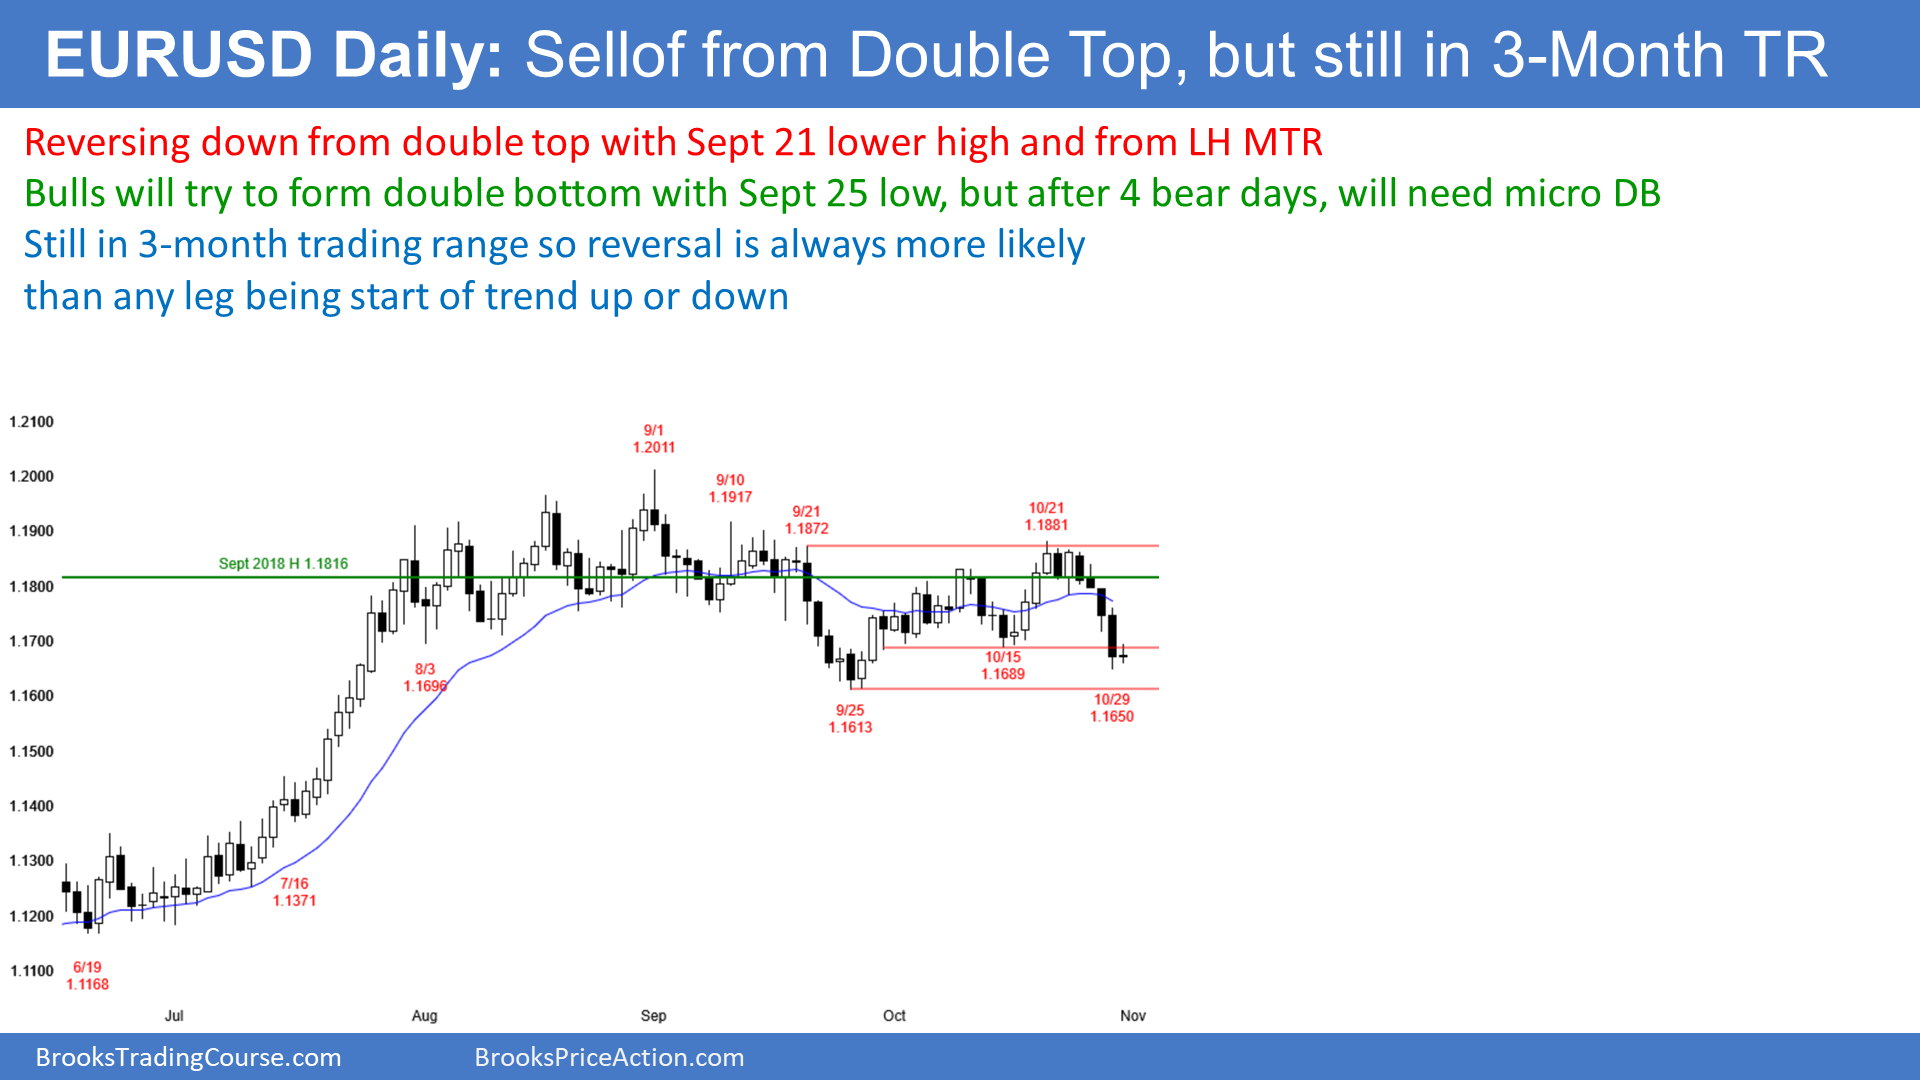 EURUSD Daily: Sellof from Double Top, but still in 3-Month TR
Reversing down from double top with Sept 21 lower high and from LH MTR
Bulls will try to form double bottom with Sept 25 low, but after 4 bear days, will need micro DB
Still in 3-month trading range so reversal is always more likely
than any leg being start of trend up or down
1.2100
1.2000
1.1900
1.1800
1.1700
1.1600
1.1500
1.1400
1.1300
1.1200
1.1100
Sept 2018 H 1.1816
6/19
1.1168
7/16
1.1371
8/3
1.1696
9/1
1.2011
9/10
1.1917
9/21
1.1872
9/25
1.1613
10/15
1.1689
10/21
1.1881
10/29
1.1650
Jul
Aug
Sep
Oct
Nov
BrooksTradingCourse.com
BrooksPriceAction.com